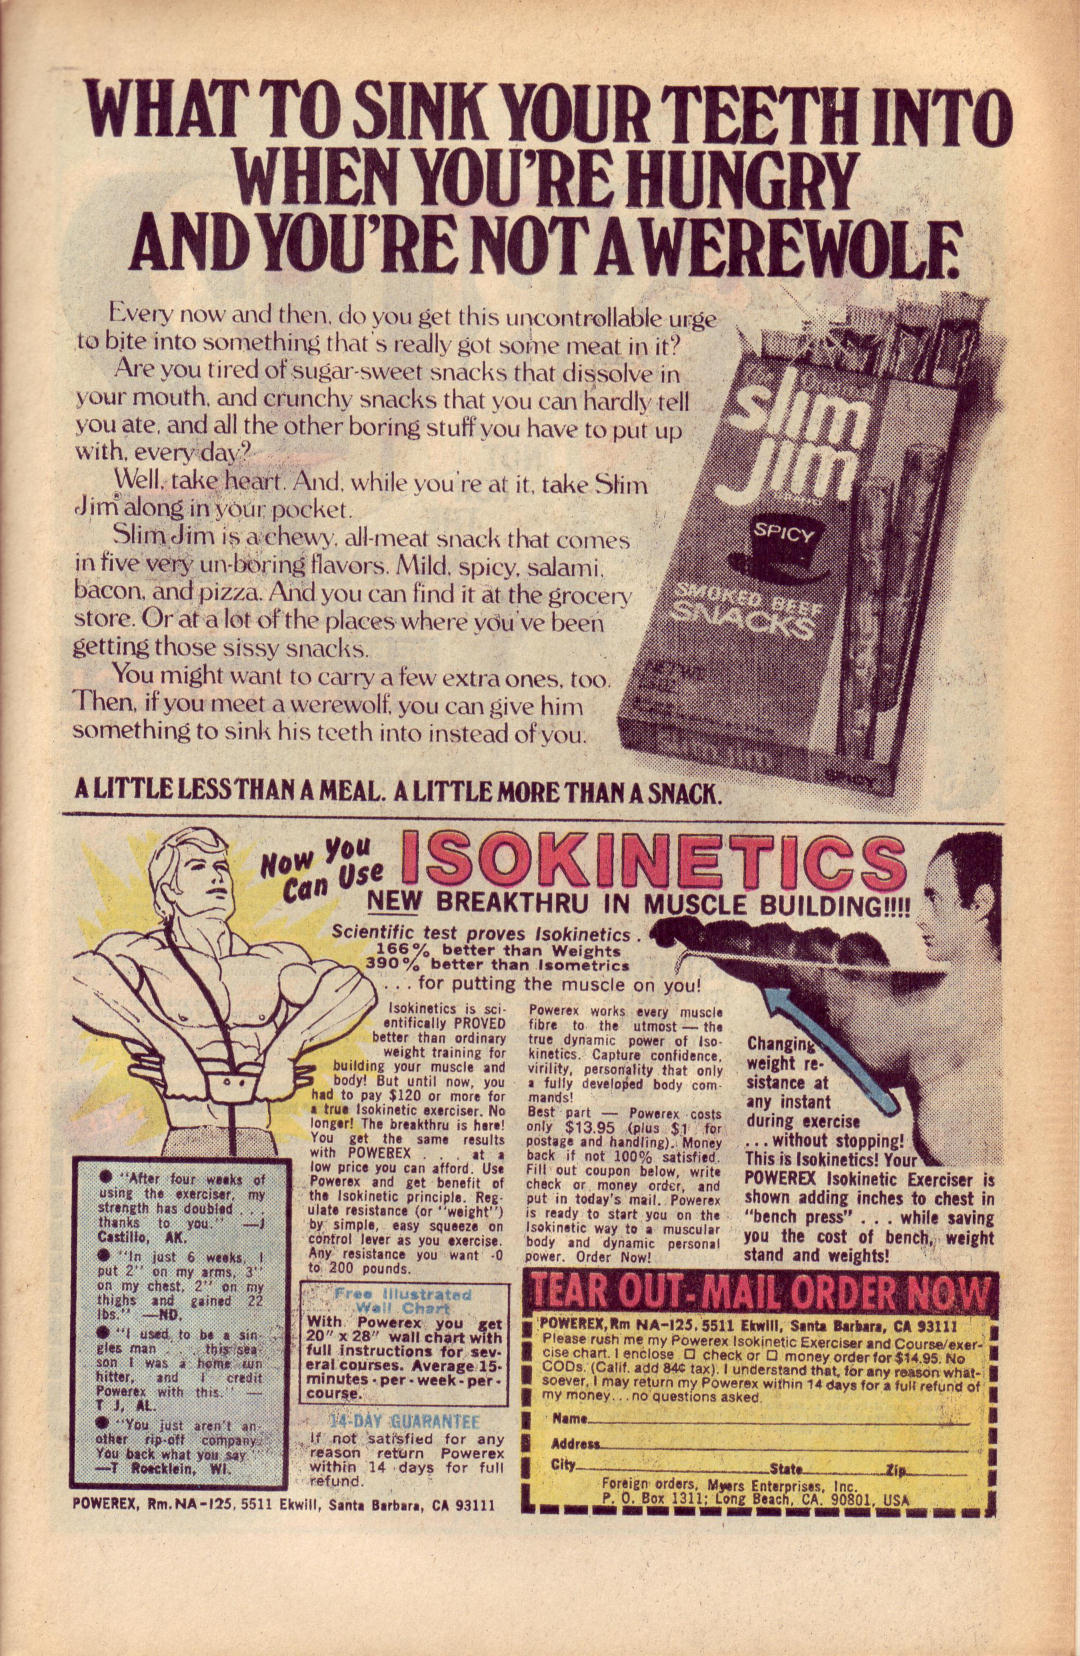 WHAT TO SINK YOUR TEETH INTO
WHEN YOU'RE HUNGRY
AND YOU'RE NOT A WEREWOLF.
Every now and then, do you get this uncontrollable urge
to bite into something that's really got some meat in it?
Are you tired of sugar-sweet snacks that dissolve in
your mouth, and crunchy snacks that you can hardly tell
you ate, and all the other boring stuff you have to put up
with, every day?
Well, take heart. And, while you're at it, take Slim
Jim® along in your pocket.
Slim Jim is a chewy, all-meat snack that comes
in five very un-boring flavors. Mild, spicy, salami,
bacon, and pizza. And you can find it at the grocery
store. Or at a lot of the places where you've been
getting those sissy snacks.
You might want to carry a few extra ones, too.
Then, if you meet a werewolf, you can give him
something to sink his teeth into instead of you.
A LITTLE LESS THAN A MEAL. A LITTLE MORE THAN A SNACK.
slim
jim
SPICY
SMOKED BEEF
SNACKS
NET WT.
slim jim
SPICY
Now You
Can Use
ISOKINETICS
NEW BREAKTHRU IN MUSCLE BUILDING!!!!
Scientific test proves Isokinetics .
166% better than Weights
390% better than Isometrics
. . . for putting the muscle on you!
Isokinetics is sci-
entifically PROVED
better than ordinary
weight training for
building your muscle and
body! But until now, you
had to pay $120 or more for
a true Isokinetic exerciser. No
longer! The breakthru is here!
You get the same results
with POWEREX . . . at a
low price you can afford. Use
Powerex and get benefit of
the Isokinetic principle. Reg-
ulate resistance (or "weight")
by simple, easy squeeze on
control lever as you exercise.
Any resistance you want -0
to 200 pounds.
Powerex works every muscle
fibre to the utmost — the
true dynamic power of Iso-
kinetics. Capture confidence,
virility, personality that only
a fully developed body com-
mands!
Best part — Powerex costs
only $13.95 (plus $1 for
postage and handling). Money
back if not 100% satisfied.
Fill out coupon below, write
check or money order, and
put in today's mail. Powerex
is ready to start you on the
Isokinetic way to a muscular
body and dynamic personal
power. Order Now!
Changing
weight re-
sistance at
any instant
during exercise
. . . without stopping!
This is Isokinetics! Your
POWEREX Isokinetic Exerciser is
shown adding inches to chest in
"bench press" . . . while saving
you the cost of bench, weight
stand and weights!
● "After four weeks of
using the exerciser, my
strength has doubled . . .
thanks to you." —J
Castillo, AK.
● "In just 6 weeks, I
put 2" on my arms, 3"
on my chest, 2" on my
thighs and gained 22
lbs." —ND.
● "I used to be a sin-
gles man . . . this sea-
son I was a home run
hitter, and I credit
Powerex with this." —
T J, AL.
● "You just aren't an-
other rip-off company.
You back what you say."
—T Roecklein, WI.
Free Illustrated
Wall Chart
With Powerex you get
20" x 28" wall chart with
full instructions for sev-
eral courses. Average 15-
minutes-per-week-per-
course.
14-DAY GUARANTEE
If not satisfied for any
reason return Powerex
within 14 days for full
refund.
POWEREX, Rm. NA-125, 5511 Ekwill, Santa Barbara, CA 93111
TEAR OUT-MAIL ORDER NOW
POWEREX, Rm NA-125, 5511 Ekwill, Santa Barbara, CA 93111
Please rush me my Powerex Isokinetic Exerciser and Course/exer-
cise chart. I enclose □ check or □ money order for $14.95. No
CODs. (Calif. add 84¢ tax). I understand that, for any reason what-
soever, I may return my Powerex within 14 days for a full refund of
my money. . . no questions asked.
Name
Address
City State Zip
Foreign orders, Myers Enterprises, Inc.
P. O. Box 1311; Long Beach, CA. 90801, USA